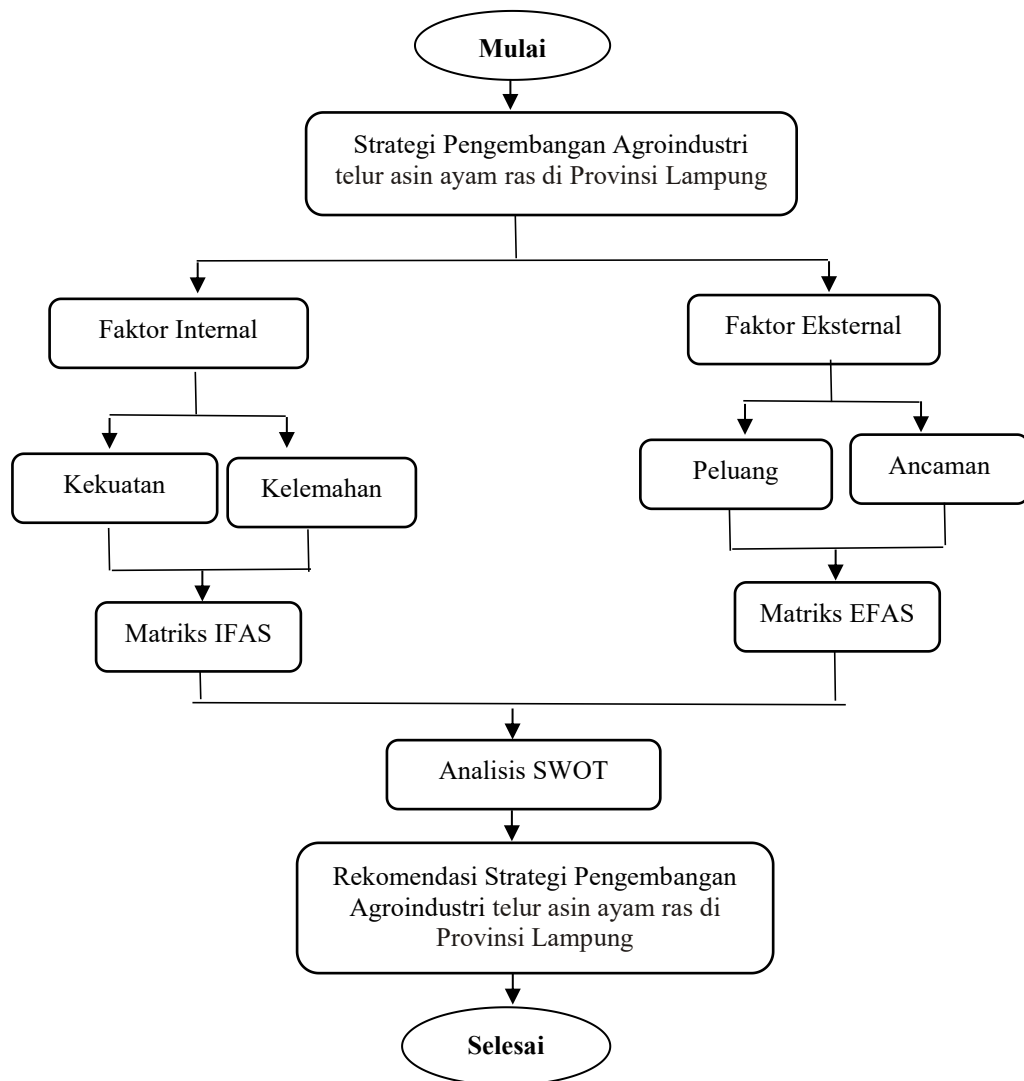 Mulai
Strategi Pengembangan Agroindustri
telur asin ayam ras di Provinsi Lampung
Faktor Internal
Faktor Eksternal
Kekuatan
Kelemahan
Peluang
Ancaman
Matriks IFAS
Matriks EFAS
Analisis SWOT
Rekomendasi Strategi Pengembangan
Agroindustri telur asin ayam ras di
Provinsi Lampung
Selesai